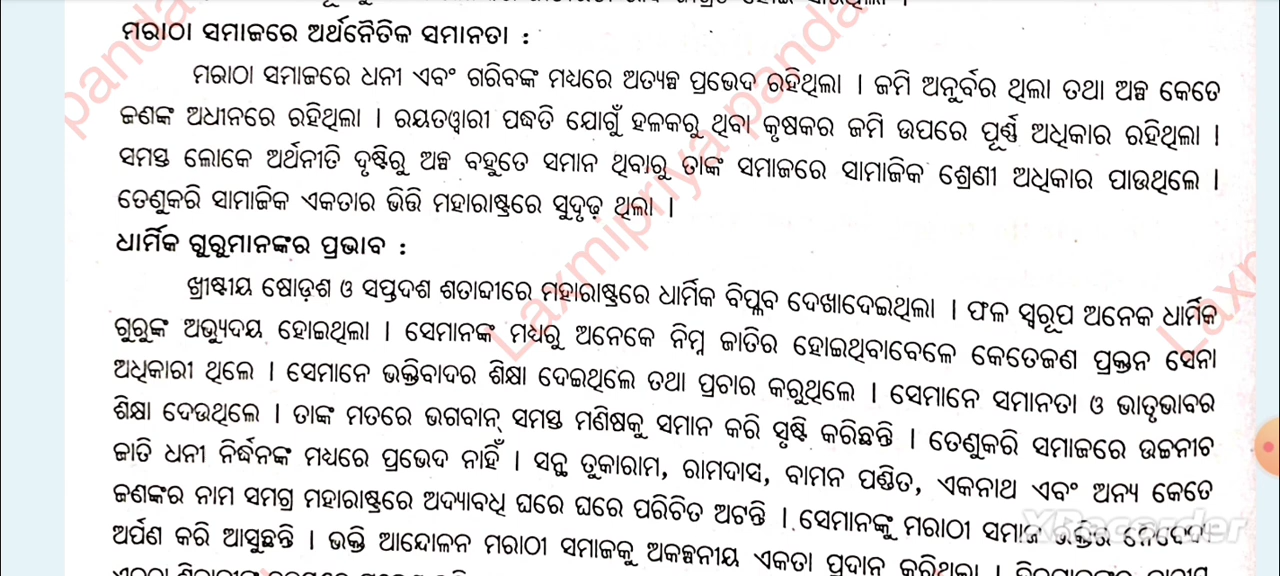 ମରାଠା ସମାଜରେ ଅର୍ଥନୈତିକ ସମାନତା :
ମରାଠା ସମାଜରେ ଧନୀ ଏବଂ ଗରିବଙ୍କ ମଧ୍ୟରେ ଅତ୍ୟଳ୍ପ ପ୍ରଭେଦ ରହିଥିଲା । ଜମି ଅନୁର୍ବର ଥିଲା ତଥା ଅଳ୍ପ କେତେ
ଜଣଙ୍କ ଅଧୀନରେ ରହିଥିଲା । ରୟତୱାରୀ ପଦ୍ଧତି ଯୋଗୁଁ ହଳକରୁ ଥିବା କୃଷକର ଜମି ଉପରେ ପୂର୍ଣ୍ଣ ଅଧିକାର ରହିଥିଲା ।
ସମସ୍ତ ଲୋକେ ଅର୍ଥନୀତି ଦୃଷ୍ଟିରୁ ଅଳ୍ପ ବହୁତେ ସମାନ ଥିବାରୁ ତାଙ୍କ ସମାଜରେ ସାମାଜିକ ଶ୍ରେଣୀ ଅଧିକାର ପାଉଥିଲେ ।
ତେଣୁକରି ସାମାଜିକ ଏକତାର ଭିତ୍ତି ମହାରାଷ୍ଟ୍ରରେ ସୁଦୃଢ଼ ଥିଲା ।
ଧାର୍ମିକ ଗୁରୁମାନଙ୍କର ପ୍ରଭାବ :
ଖ୍ରୀଷ୍ଟୀୟ ଷୋଡ଼ଶ ଓ ସପ୍ତଦଶ ଶତାବ୍ଦୀରେ ମହାରାଷ୍ଟ୍ରରେ ଧାର୍ମିକ ବିପ୍ଳବ ଦେଖାଦେଇଥିଲା । ଫଳ ସ୍ୱରୂପ ଅନେକ ଧାର୍ମିକ
ଗୁରୁଙ୍କ ଅଭ୍ୟୁଦୟ ହୋଇଥିଲା । ସେମାନଙ୍କ ମଧ୍ୟରୁ ଅନେକେ ନିମ୍ନ ଜାତିର ହୋଇଥିବାବେଳେ କେତେଜଣ ପ୍ରାକ୍ତନ ସେନା
ଅଧିକାରୀ ଥିଲେ । ସେମାନେ ଭକ୍ତିବାଦର ଶିକ୍ଷା ଦେଇଥିଲେ ତଥା ପ୍ରଚାର କରୁଥିଲେ । ସେମାନେ ସମାନତା ଓ ଭାତୃଭାବର
ଶିକ୍ଷା ଦେଉଥିଲେ । ତାଙ୍କ ମତରେ ଭଗବାନ୍ ସମସ୍ତ ମଣିଷକୁ ସମାନ କରି ସୃଷ୍ଟି କରିଛନ୍ତି । ତେଣୁକରି ସମାଜରେ ଉଚ୍ଚନୀଚ
ଜାତି ଧନୀ ନିର୍ଦ୍ଧନଙ୍କ ମଧ୍ୟରେ ପ୍ରଭେଦ ନାହିଁ । ସନ୍ଥ ତୁକାରାମ, ରାମଦାସ, ବାମନ ପଣ୍ଡିତ, ଏକନାଥ ଏବଂ ଅନ୍ୟ କେତେ
ଜଣଙ୍କର ନାମ ସମଗ୍ର ମହାରାଷ୍ଟ୍ରରେ ଅଦ୍ୟାବଧି ଘରେ ଘରେ ପରିଚିତ ଅଟନ୍ତି । ସେମାନଙ୍କୁ ମରାଠୀ ସମାଜ ଭକ୍ତିର ନୈବେଦ୍ୟ
ଅର୍ପଣ କରି ଆସୁଛନ୍ତି । ଭକ୍ତି ଆନ୍ଦୋଳନ ମରାଠୀ ସମାଜକୁ ଅକଳ୍ପନୀୟ ଏକତା ପ୍ରଦାନ କରିଥିଲା ।
Laxmipriya panda
XRecorder